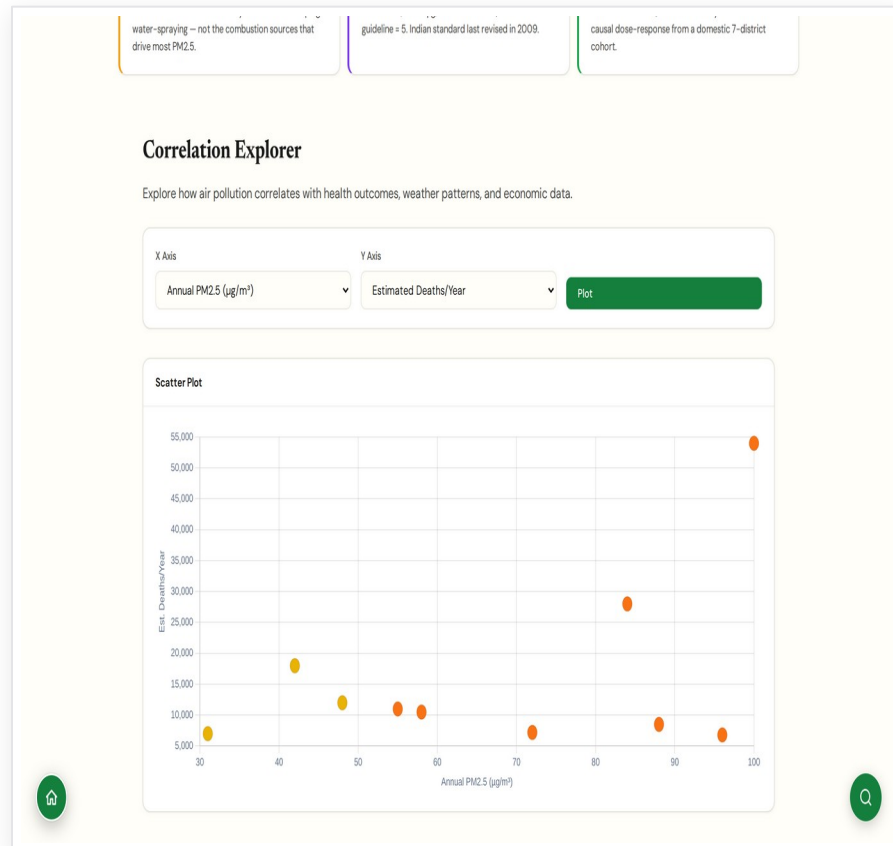 water-spraying — not the combustion sources that
drive most PM2.5.
guideline = 5. Indian standard last revised in 2009.
causal dose-response from a domestic 7-district
cohort.
Correlation Explorer
Explore how air pollution correlates with health outcomes, weather patterns, and economic data.
X Axis
Y Axis
Annual PM2.5 (µg/m³)
Estimated Deaths/Year
Plot
Scatter Plot
55,000
50,000
45,000
40,000
35,000
30,000
25,000
20,000
15,000
10,000
5,000
Est. Deaths/Year
30 40 50 60 70 80 90 100
Annual PM2.5 (µg/m³)